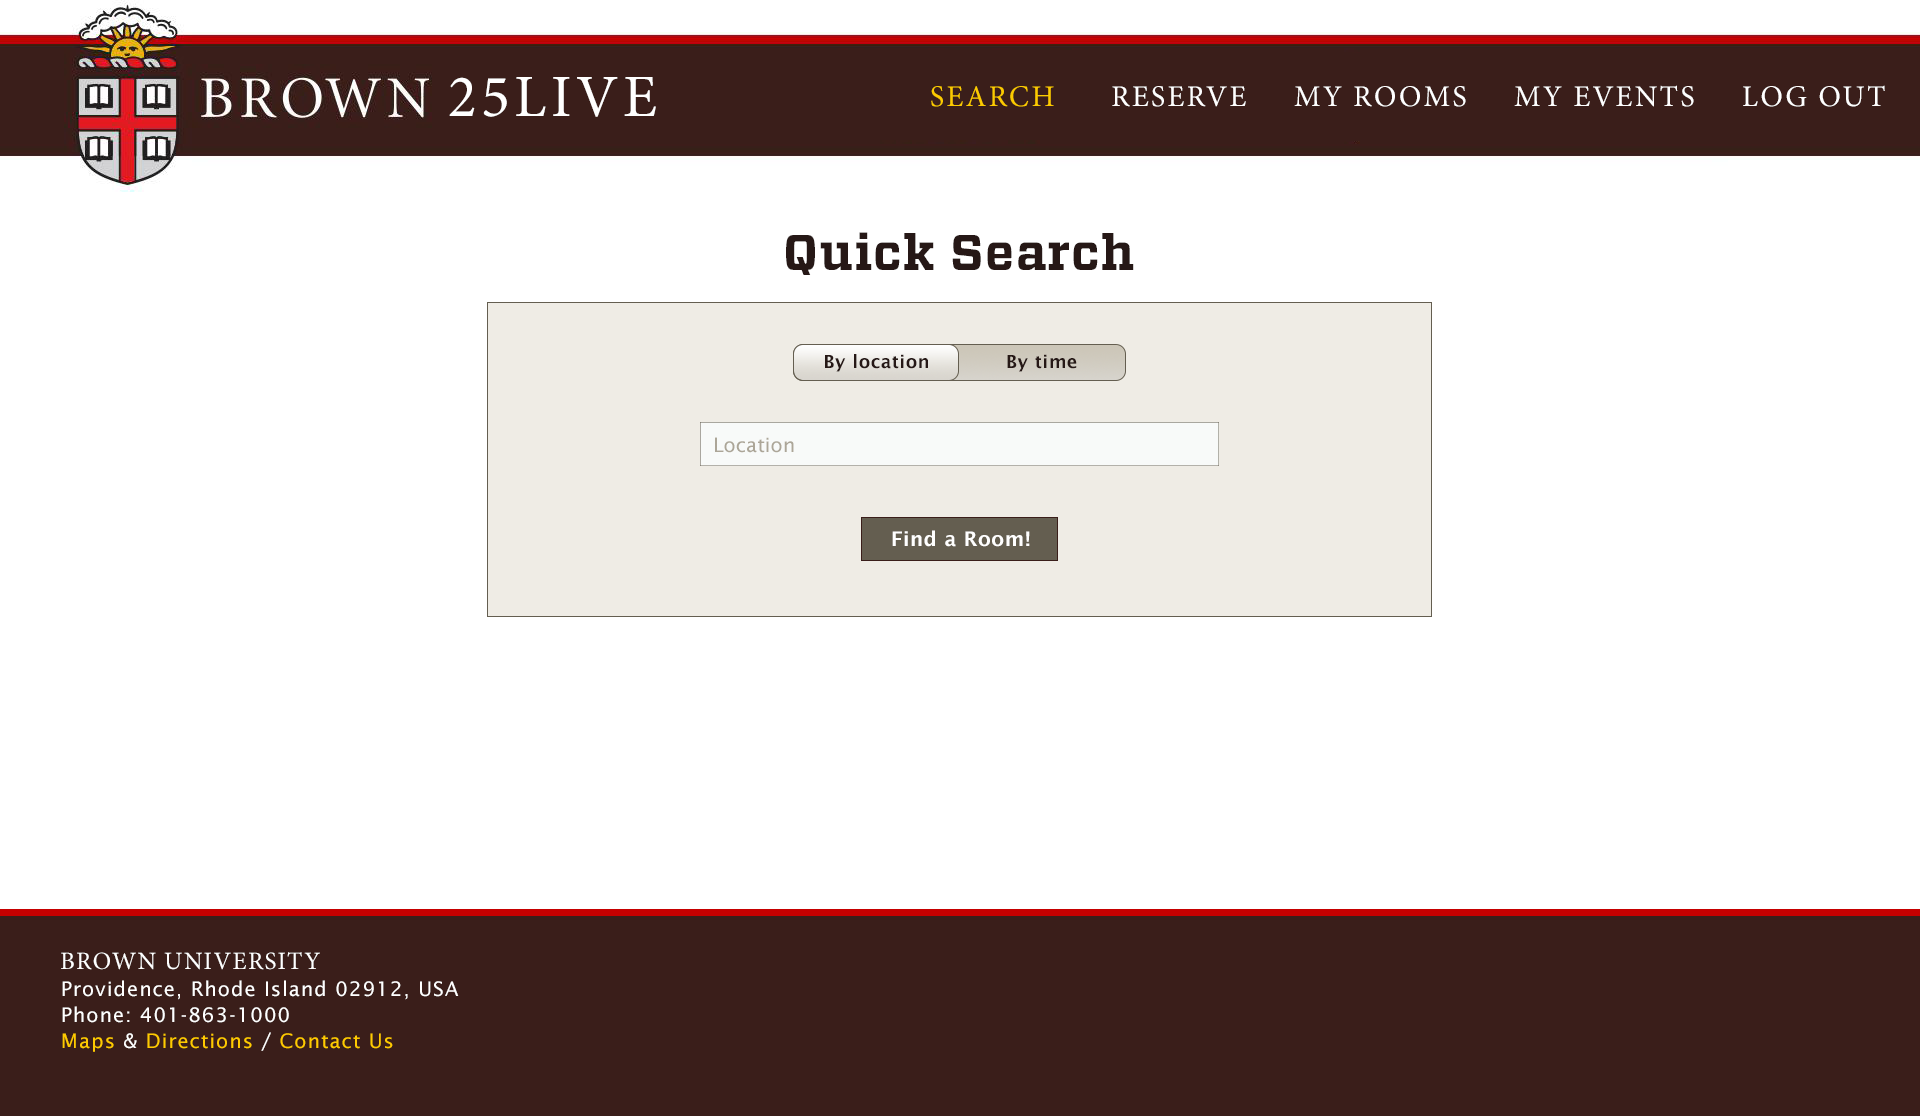 BROWN 25LIVE
SEARCH RESERVE MY ROOMS MY EVENTS LOG OUT
Quick Search
By location By time
Location
Find a Room!
BROWN UNIVERSITY
Providence, Rhode Island 02912, USA
Phone: 401-863-1000
Maps & Directions / Contact Us